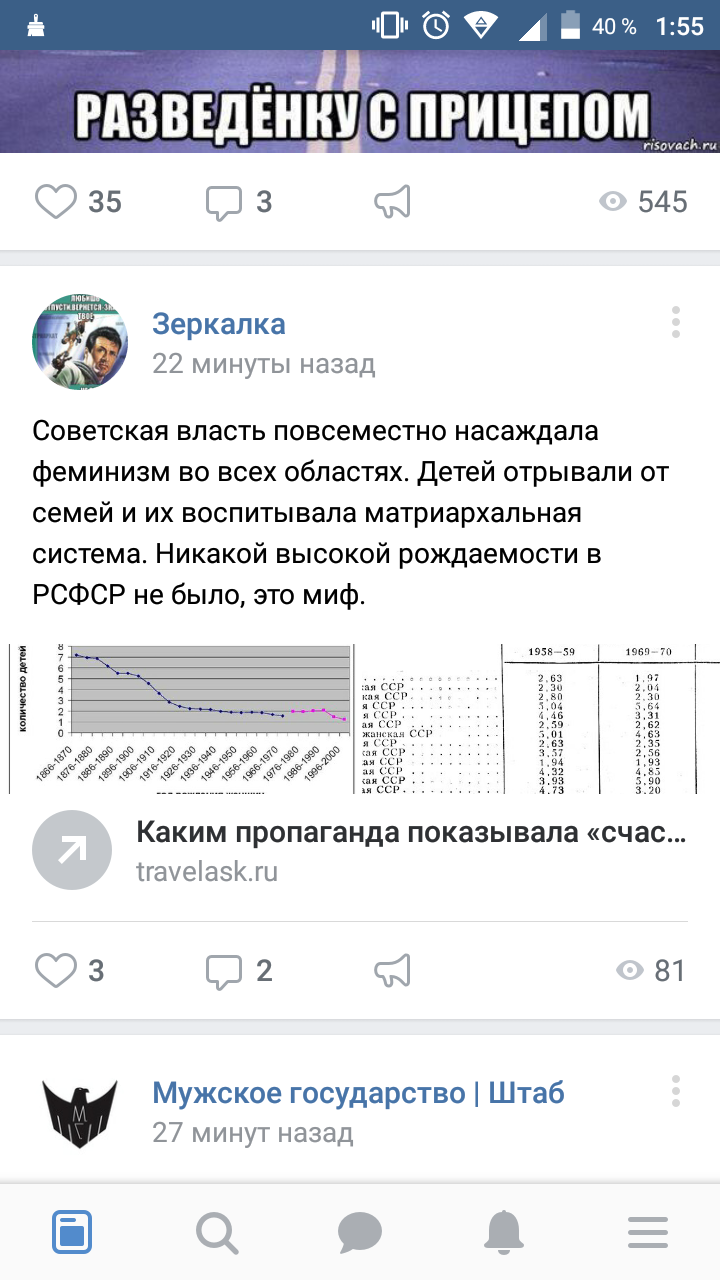 40 % 1:55
РАЗВЕДЁНКУ С ПРИЦЕПОМ
risovach.ru
35 3 545
ЛЮБИШЬ
ТВОЕ
Зеркалка
22 минуты назад
Советская власть повсеместно насаждала
феминизм во всех областях. Детей отрывали от
семей и их воспитывала матриархальная
система. Никакой высокой рождаемости в
РСФСР не было, это миф.
количество детей
8
7
6
5
4
3
2
1
0
1866-1870
1876-1880
1886-1890
1896-1900
1906-1910
1916-1920
1926-1930
1936-1940
1946-1950
1956-1960
1966-1970
1976-1980
1986-1990
1996-2000
1958—59 1969—70
2,63 1,97
ая ССР 2,30 2,04
кая ССР 2,80 2,30
я ССР 5,04 5,64
я ССР 4,46 3,31
ая ССР 2,59 2,62
жанская ССР 5,01 4,63
я ССР 2,63 2,35
кая ССР 3,57 2,56
ая ССР 1,94 1,93
ая ССР 4,32 4,85
ая ССР 3,93 5,90
ая ССР 4,73 3,20
Каким пропаганда показывала «счас...
travelask.ru
3 2 81
М
С
Мужское государство | Штаб
27 минут назад